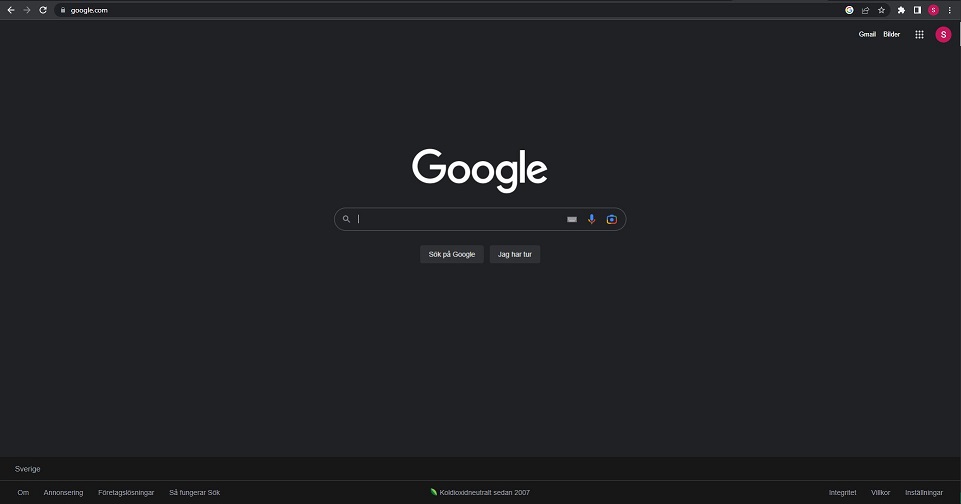 google.com
S
Gmail Bilder S
Google
Sök på Google Jag har tur
Sverige
Om Annonsering Företagslösningar Så fungerar Sök Koldioxidneutralt sedan 2007 Integritet Villkor Inställningar